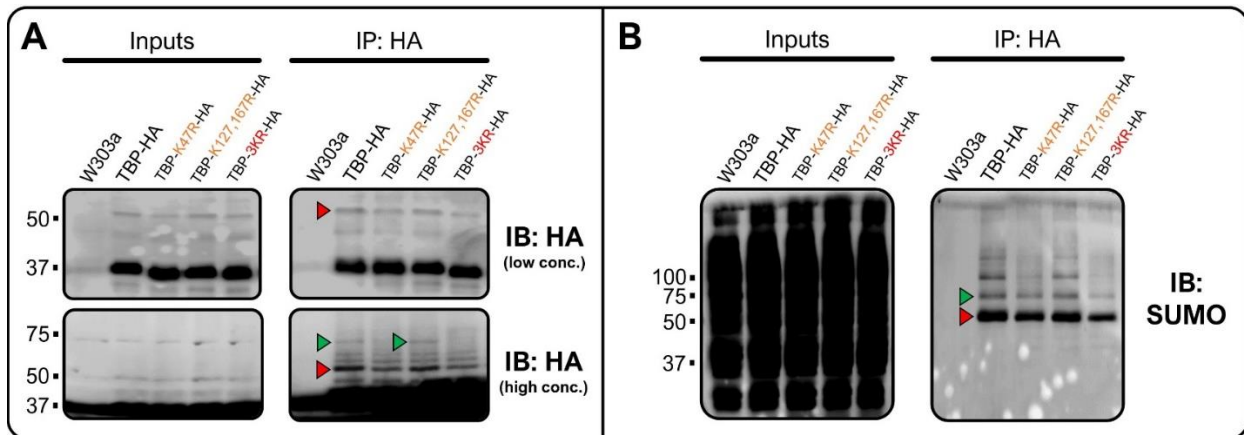 A
Inputs
IP: HA
W303a
TBP-HA
TBP-K47R-HA
TBP-K127,167R-HA
TBP-3KR-HA
W303a
TBP-HA
TBP-K47R-HA
TBP-K127,167R-HA
TBP-3KR-HA
50
37
IB: HA
(low conc.)
75
50
37
IB: HA
(high conc.)
B
Inputs
IP: HA
W303a
TBP-HA
TBP-K47R-HA
TBP-K127,167R-HA
TBP-3KR-HA
W303a
TBP-HA
TBP-K47R-HA
TBP-K127,167R-HA
TBP-3KR-HA
100
75
50
37
IB:
SUMO